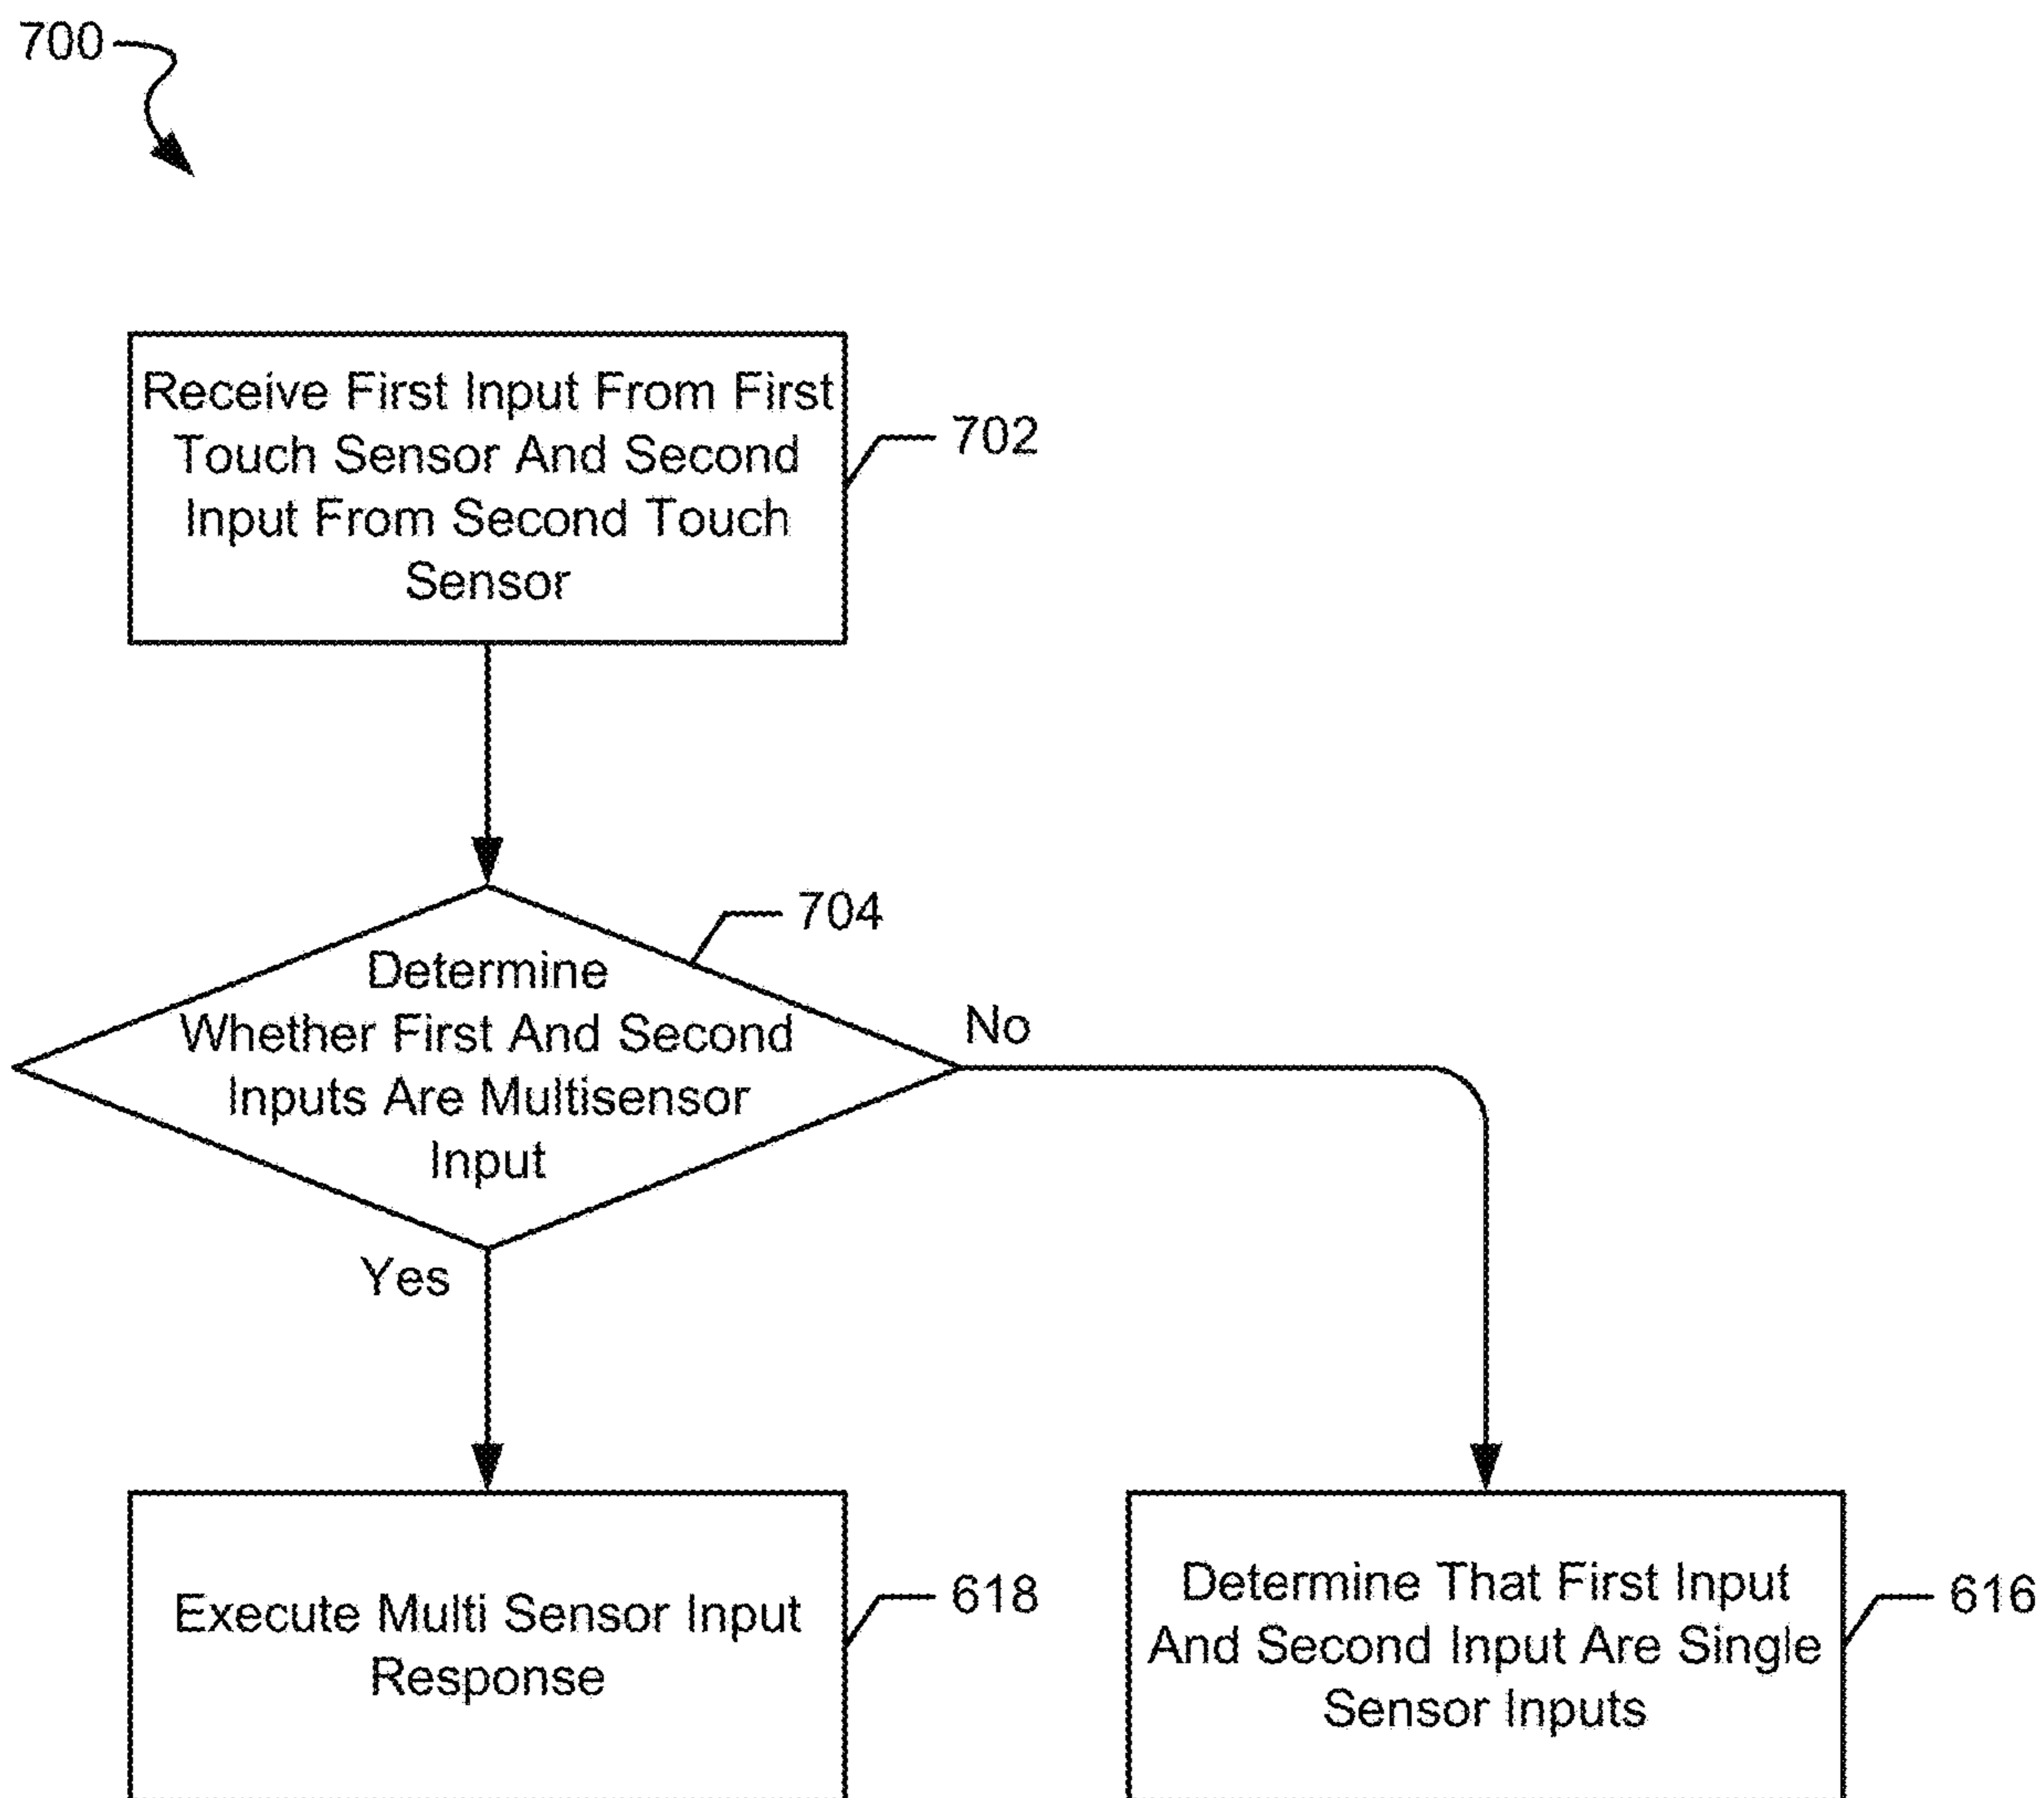 700
Receive First Input From First
Touch Sensor And Second
Input From Second Touch
Sensor
702
704
Determine
Whether First And Second
Inputs Are Multisensor
Input
No
Yes
Execute Multi Sensor Input
Response
618
Determine That First Input
And Second Input Are Single
Sensor Inputs
616